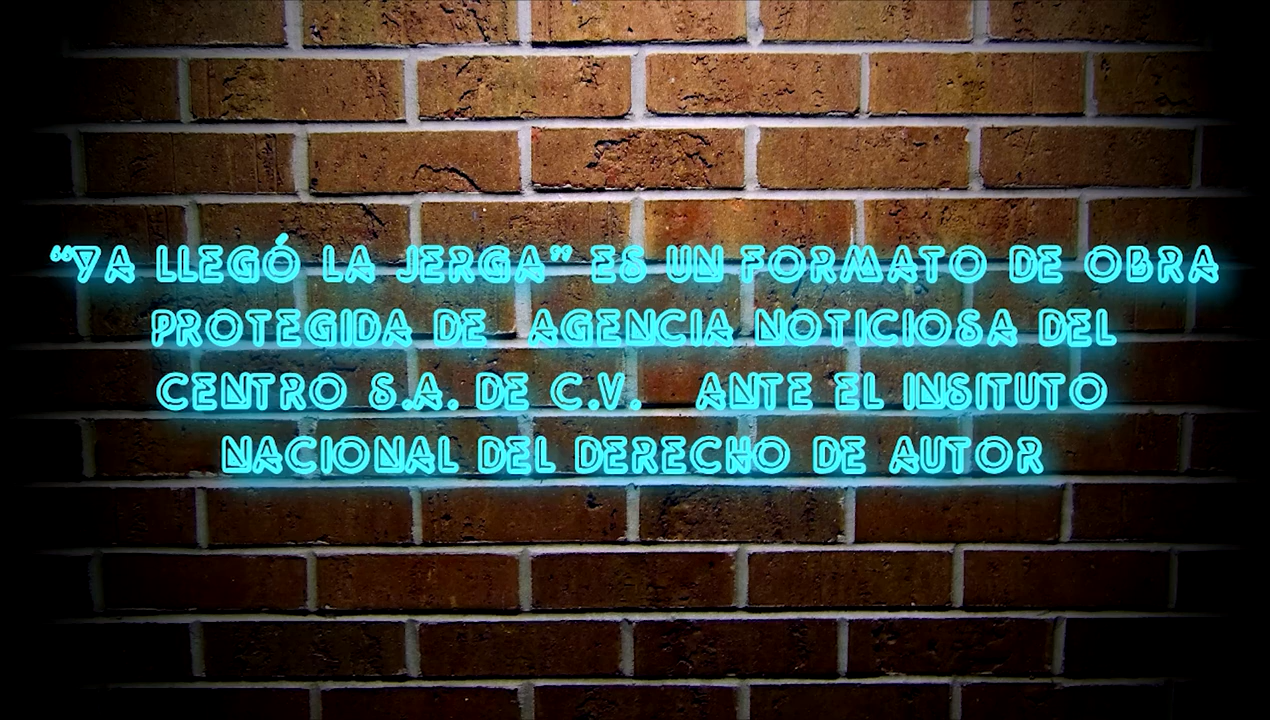 “YA LLEGÓ LA JERGA” ES UN FORMATO DE OBRA
PROTEGIDA DE AGENCIA NOTICIOSA DEL
CENTRO S.A. DE C.V. ANTE EL INSITUTO
NACIONAL DEL DERECHO DE AUTOR